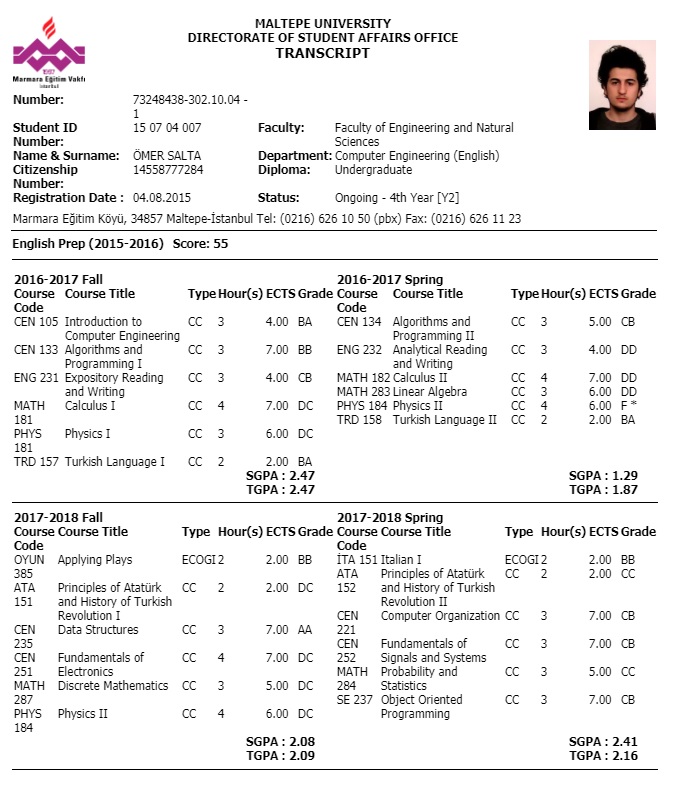 MALTEPE UNIVERSITY
DIRECTORATE OF STUDENT AFFAIRS OFFICE
TRANSCRIPT
1957
Marmara Eğitim Vakfı
İstanbul
Number: 73248438-302.10.04 -
1
Student ID 15 07 04 007 Faculty: Faculty of Engineering and Natural
Number: Sciences
Name & Surname: ÖMER SALTA Department: Computer Engineering (English)
Citizenship 14558777284 Diploma: Undergraduate
Number:
Registration Date : 04.08.2015 Status: Ongoing - 4th Year [Y2]
Marmara Eğitim Köyü, 34857 Maltepe-İstanbul Tel: (0216) 626 10 50 (pbx) Fax: (0216) 626 11 23
English Prep (2015-2016) Score: 55
2016-2017 Fall
Course Course Title Type Hour(s) ECTS Grade
Code
CEN 105 Introduction to CC 3 4.00 BA
Computer Engineering
CEN 133 Algorithms and CC 3 7.00 BB
Programming I
ENG 231 Expository Reading CC 3 4.00 CB
and Writing
MATH Calculus I CC 4 7.00 DC
181
PHYS Physics I CC 3 6.00 DC
181
TRD 157 Turkish Language I CC 2 2.00 BA
SGPA : 2.47
TGPA : 2.47
2016-2017 Spring
Course Course Title Type Hour(s) ECTS Grade
Code
CEN 134 Algorithms and CC 3 5.00 CB
Programming II
ENG 232 Analytical Reading CC 3 4.00 DD
and Writing
MATH 182 Calculus II CC 4 7.00 DD
MATH 283 Linear Algebra CC 3 6.00 DD
PHYS 184 Physics II CC 4 6.00 F *
TRD 158 Turkish Language II CC 2 2.00 BA
SGPA : 1.29
TGPA : 1.87
2017-2018 Fall
Course Course Title Type Hour(s) ECTS Grade
Code
OYUN Applying Plays ECOGI 2 2.00 BB
385
ATA Principles of Atatürk CC 2 2.00 DC
151 and History of Turkish
Revolution I
CEN Data Structures CC 3 7.00 AA
235
CEN Fundamentals of CC 4 7.00 DC
251 Electronics
MATH Discrete Mathematics CC 3 5.00 DC
287
PHYS Physics II CC 4 6.00 DC
184
SGPA : 2.08
TGPA : 2.09
2017-2018 Spring
Course Course Title Type Hour(s) ECTS Grade
Code
İTA 151 Italian I ECOGI 2 2.00 BB
ATA Principles of Atatürk CC 2 2.00 CC
152 and History of Turkish
Revolution II
CEN Computer Organization CC 3 7.00 CB
221
CEN Fundamentals of CC 3 7.00 CB
252 Signals and Systems
MATH Probability and CC 3 5.00 CC
284 Statistics
SE 237 Object Oriented CC 3 7.00 CB
Programming
SGPA : 2.41
TGPA : 2.16